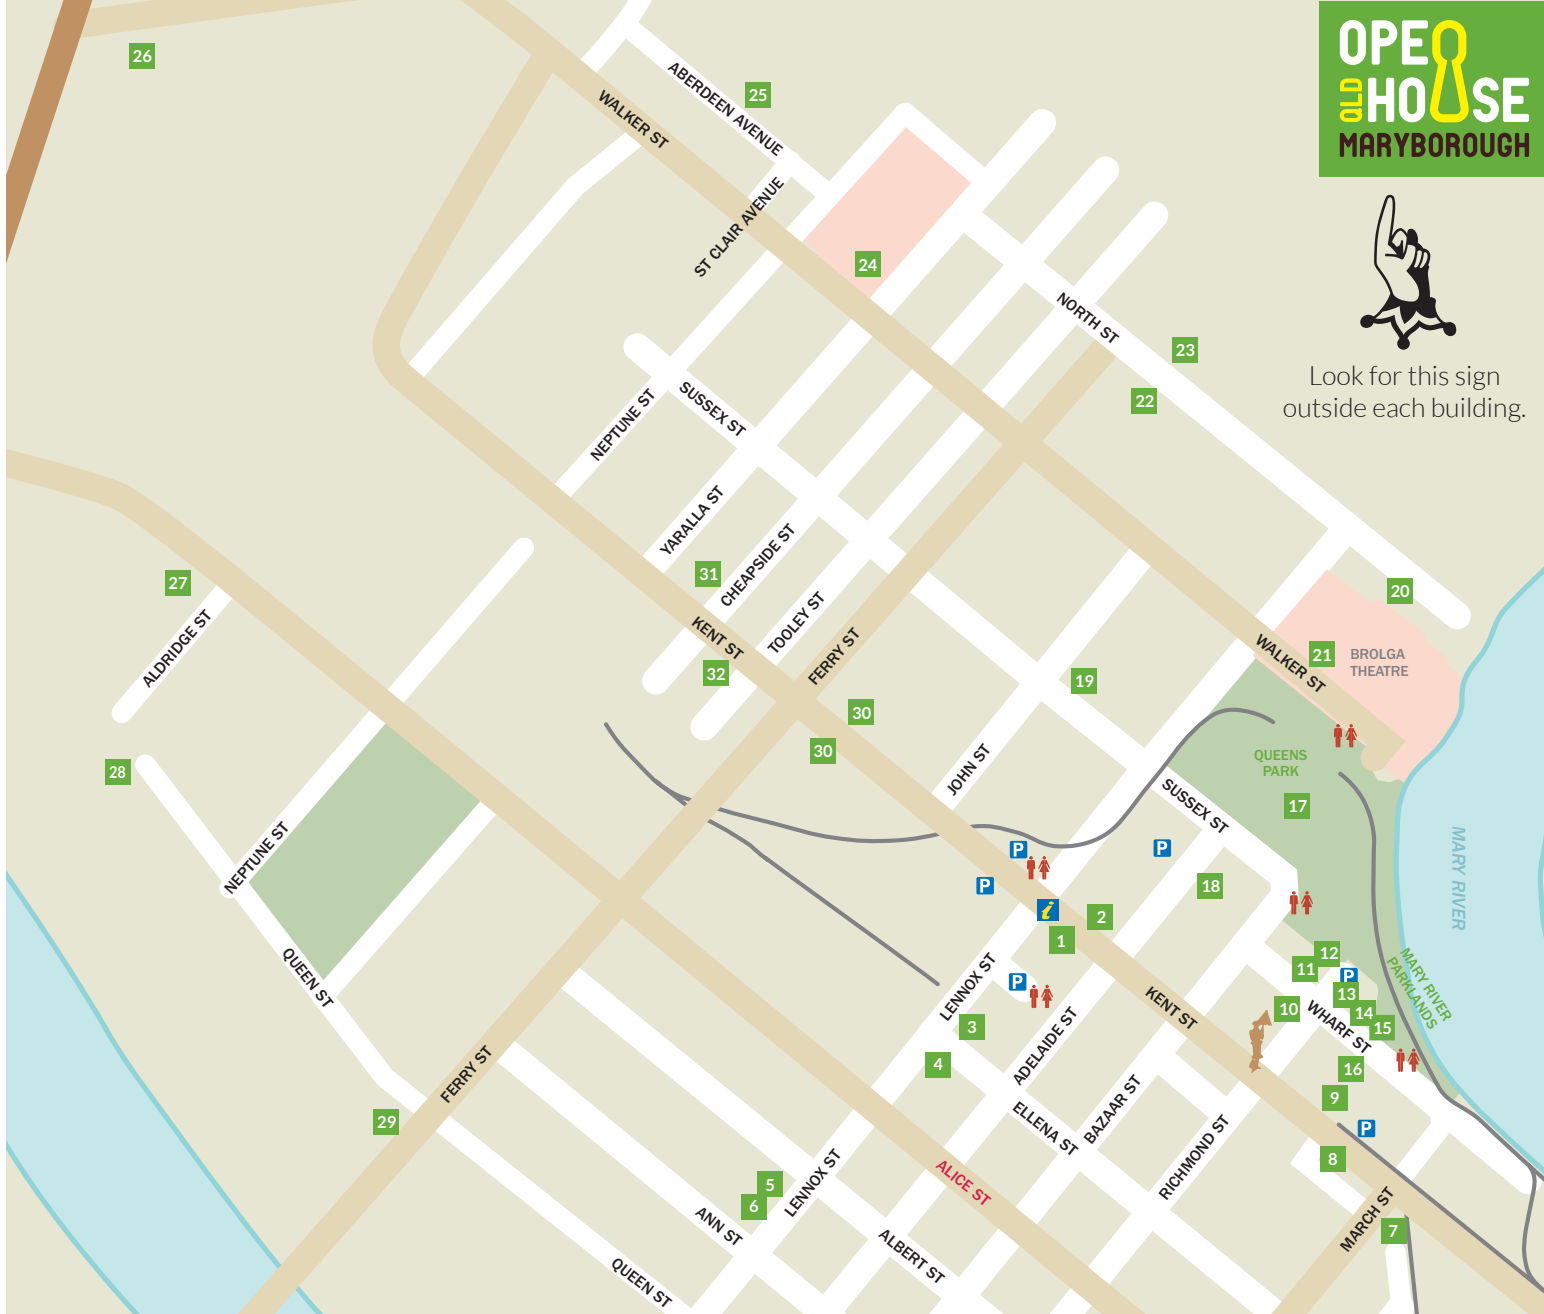 OPEN
QLD
HOUSE
MARYBOROUGH
Look for this sign
outside each building.
26
25
ABERDEEN AVENUE
WALKER ST
ST CLAIR AVENUE
24
NORTH ST
23
22
NEPTUNE ST
SUSSEX ST
YARALLA ST
31
CHEAPSIDE ST
TOOLEY ST
KENT ST
32
FERRY ST
27
ALDRIDGE ST
28
20
21
BROLGA
THEATRE
WALKER ST
19
30
30
JOHN ST
QUEENS
PARK
17
SUSSEX ST
MARY RIVER
NEPTUNE ST
P
P
P
18
i
2
1
QUEEN ST
LENNOX ST
P
3
4
ADELAIDE ST
KENT ST
12
11
P
13
10
14
15
WHARF ST
MARY RIVER
PARKLANDS
16
9
P
8
FERRY ST
29
ELLENA ST
BAZAAR ST
RICHMOND ST
ALICE ST
LENNOX ST
5
6
ANN ST
ALBERT ST
QUEEN ST
MARCH ST
7